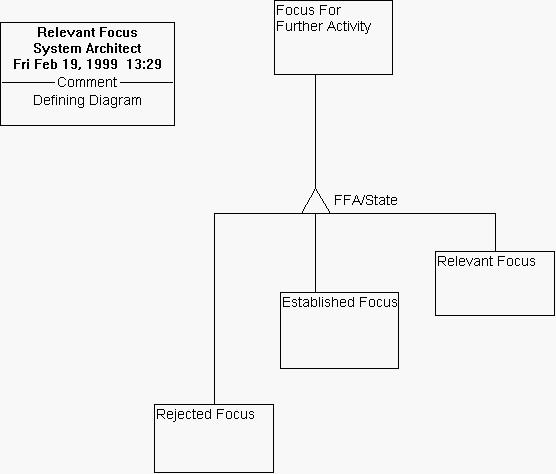 Relevant Focus
System Architect
Fri Feb 19, 1999  13:29
Comment
Defining Diagram
Focus For
Further Activity
FFA/State
Relevant Focus
Established Focus
Rejected Focus